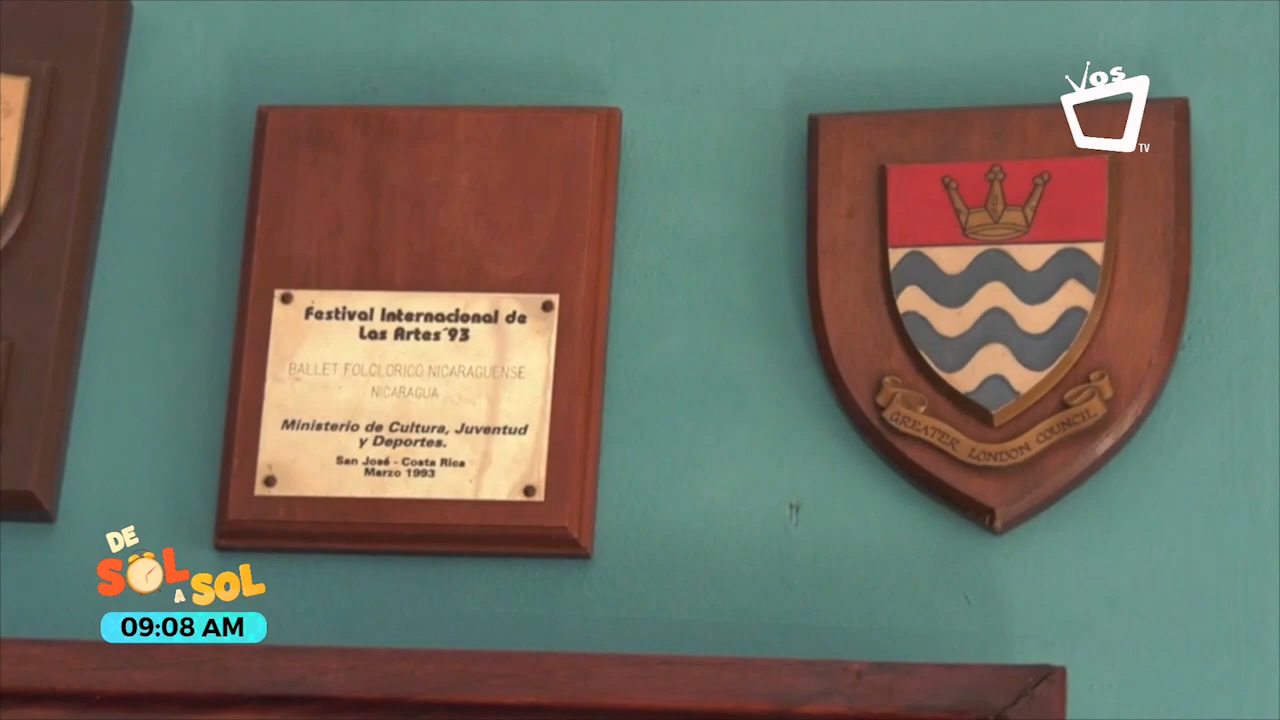 VOS
TV
Festival Internacional de
Las Artes´93
BALLET FOLCLORICO NICARAGUENSE
NICARAGUA
Ministerio de Cultura, Juventud
y Deportes.
San José - Costa Rica
Marzo 1993
GREATER LONDON COUNCIL
DE
SOL
A SOL
09:08 AM